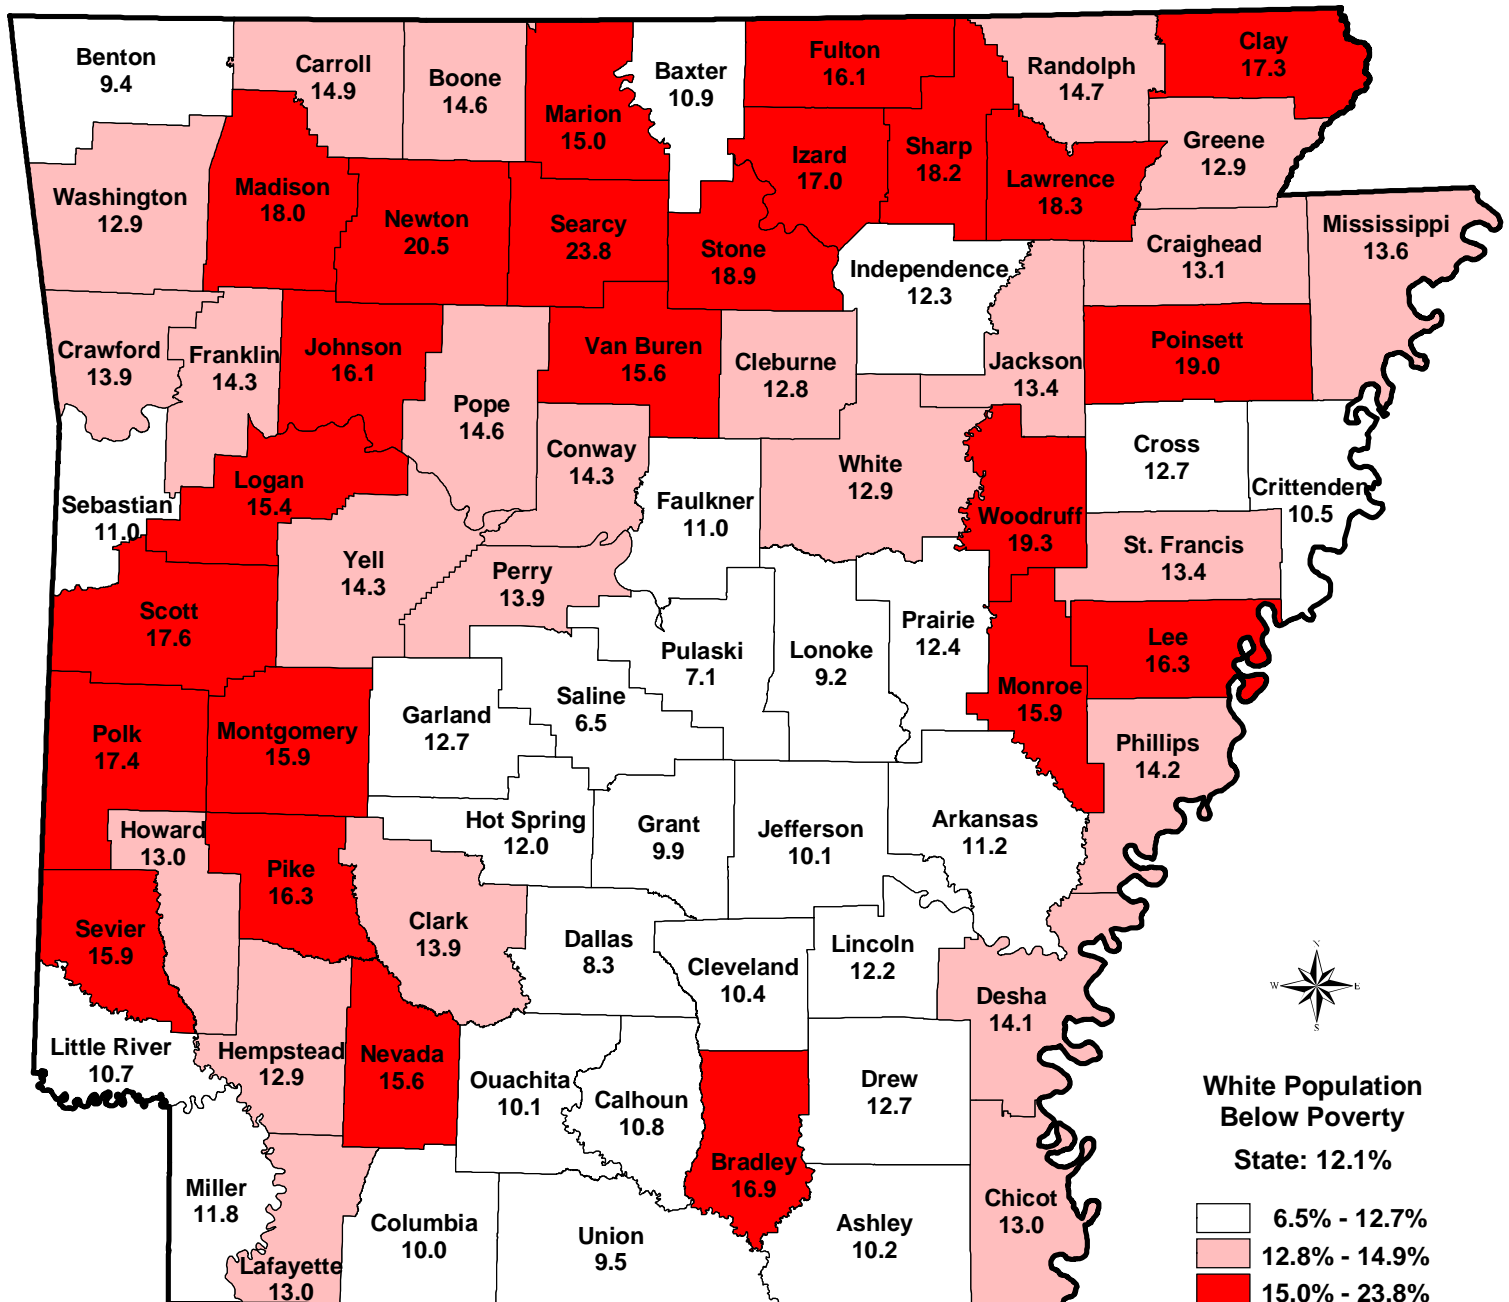 Benton
9.4
Carroll
14.9
Boone
14.6
Marion
15.0
Baxter
10.9
Fulton
16.1
Randolph
14.7
Clay
17.3
Washington
12.9
Madison
18.0
Newton
20.5
Searcy
23.8
Stone
18.9
Izard
17.0
Sharp
18.2
Lawrence
18.3
Greene
12.9
Independence
12.3
Craighead
13.1
Mississippi
13.6
Crawford
13.9
Franklin
14.3
Johnson
16.1
Pope
14.6
Van Buren
15.6
Cleburne
12.8
Jackson
13.4
Poinsett
19.0
Sebastian
11.0
Logan
15.4
Conway
14.3
Faulkner
11.0
White
12.9
Woodruff
19.3
Cross
12.7
Crittenden
10.5
Yell
14.3
Perry
13.9
St. Francis
13.4
Scott
17.6
Pulaski
7.1
Lonoke
9.2
Prairie
12.4
Lee
16.3
Saline
6.5
Monroe
15.9
Polk
17.4
Montgomery
15.9
Garland
12.7
Phillips
14.2
Howard
13.0
Pike
16.3
Hot Spring
12.0
Grant
9.9
Jefferson
10.1
Arkansas
11.2
Sevier
15.9
Clark
13.9
Dallas
8.3
Cleveland
10.4
Lincoln
12.2
Desha
14.1
Little River
10.7
Hempstead
12.9
Nevada
15.6
Ouachita
10.1
Calhoun
10.8
Drew
12.7
Bradley
16.9
Miller
11.8
Lafayette
13.0
Columbia
10.0
Union
9.5
Ashley
10.2
Chicot
13.0
N
W
E
S
White Population
Below Poverty
State: 12.1%
6.5% - 12.7%
12.8% - 14.9%
15.0% - 23.8%